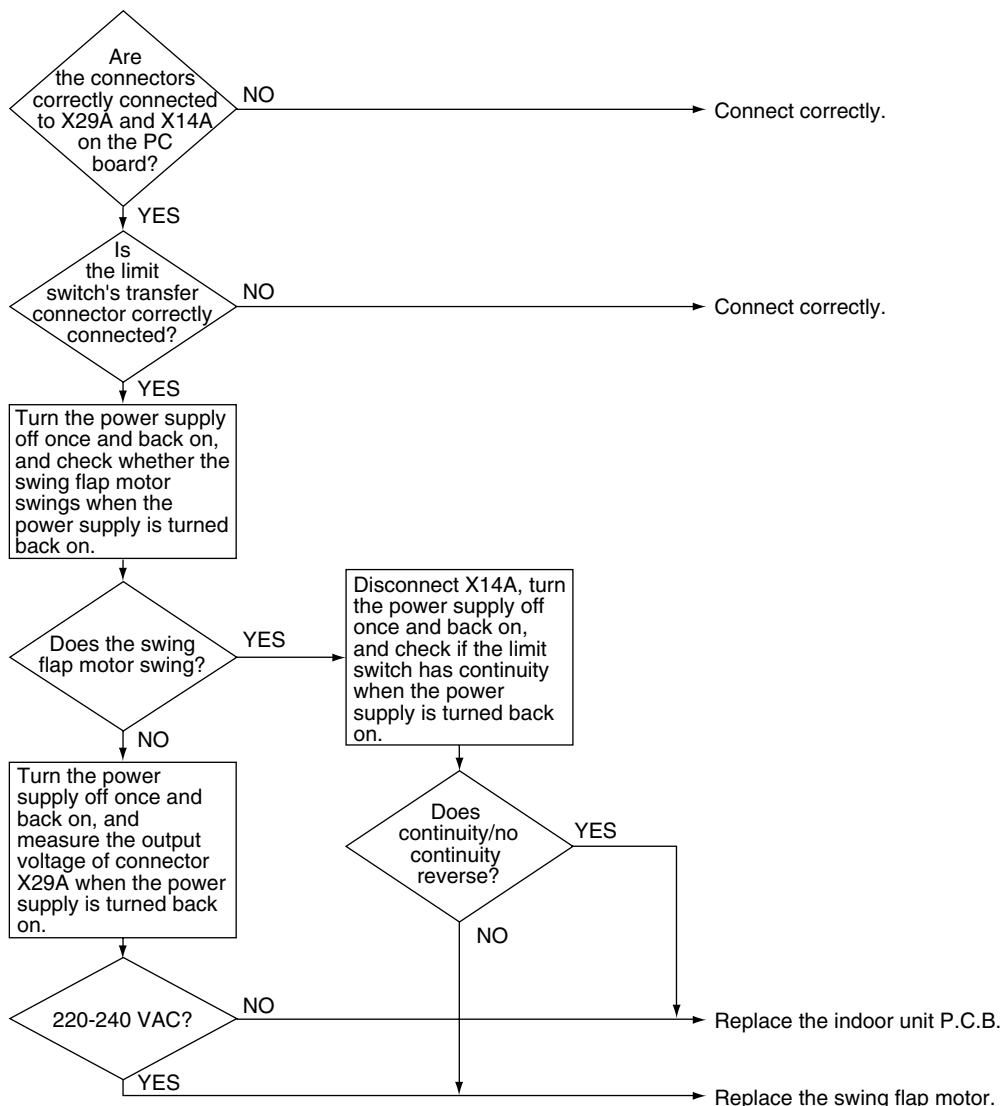 Are
the connectors
correctly connected
to X29A and X14A
on the PC
board?
NO
Connect correctly.
YES
Is
the limit
switch's transfer
connector correctly
connected?
NO
Connect correctly.
YES
Turn the power supply
off once and back on,
and check whether the
swing flap motor
swings when the
power supply is turned
back on.
Does the swing
flap motor swing?
YES
Disconnect X14A, turn
the power supply off
once and back on,
and check if the limit
switch has continuity
when the power
supply is turned back
on.
NO
Turn the power
supply off once and
back on, and
measure the output
voltage of connector
X29A when the power
supply is turned back
on.
Does
continuity/no
continuity
reverse?
YES
NO
220-240 VAC?
NO
Replace the indoor unit P.C.B.
YES
Replace the swing flap motor.